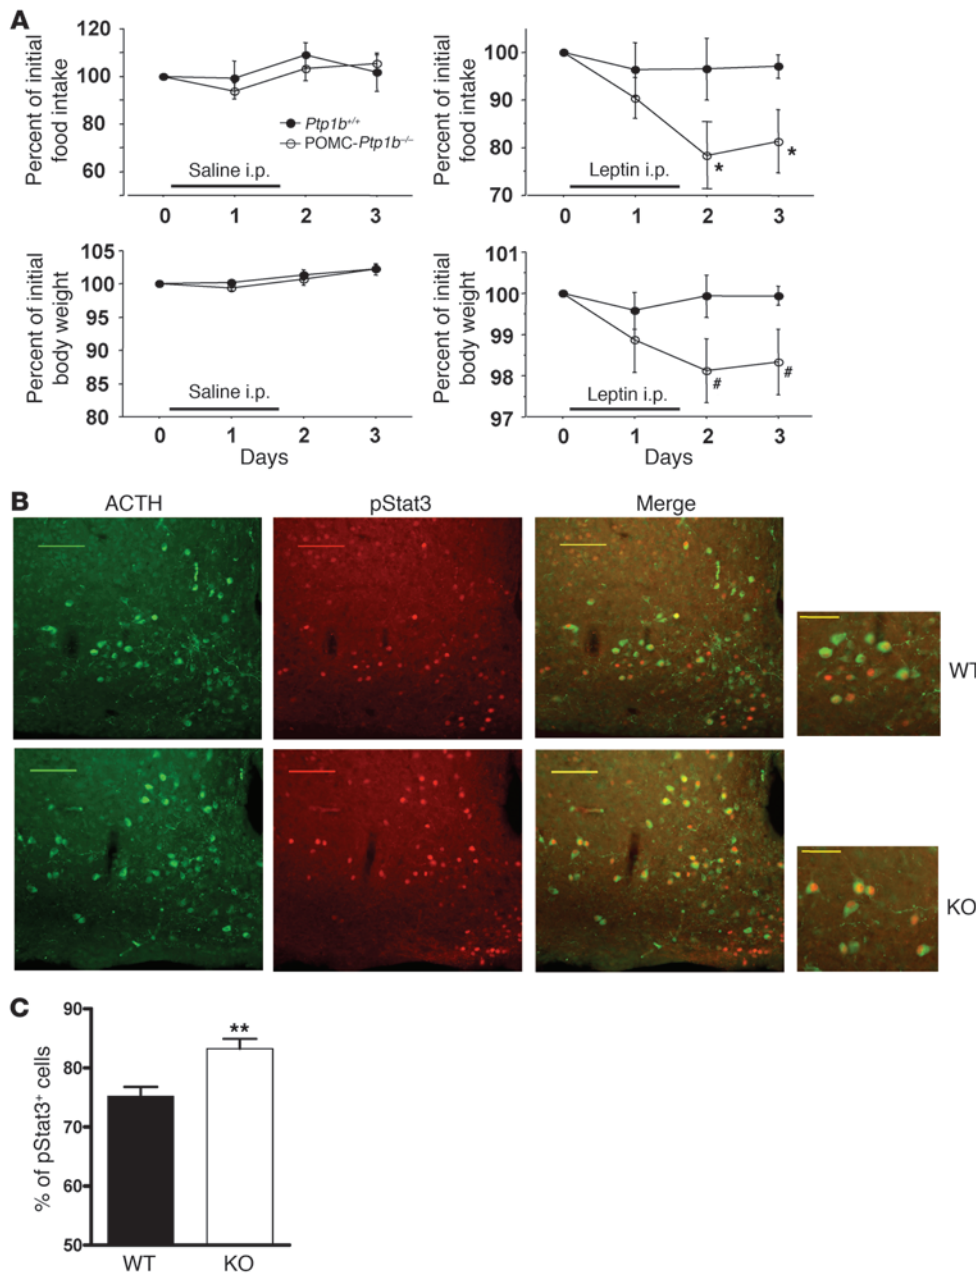 A
Percent of initial
food intake
120
100
80
60
Ptp1b+/+
POMC-Ptp1b−/−
Saline i.p.
0 1 2 3
Percent of initial
food intake
100
90
80
70
*
*
Leptin i.p.
0 1 2 3
Percent of initial
body weight
105
100
95
90
85
80
Saline i.p.
0 1 2 3
Days
Percent of initial
body weight
101
100
99
98
97
#
#
Leptin i.p.
0 1 2 3
Days
B
ACTH pStat3 Merge
WT
KO
C
% of pStat3+ cells
90
80
70
60
50
**
WT KO